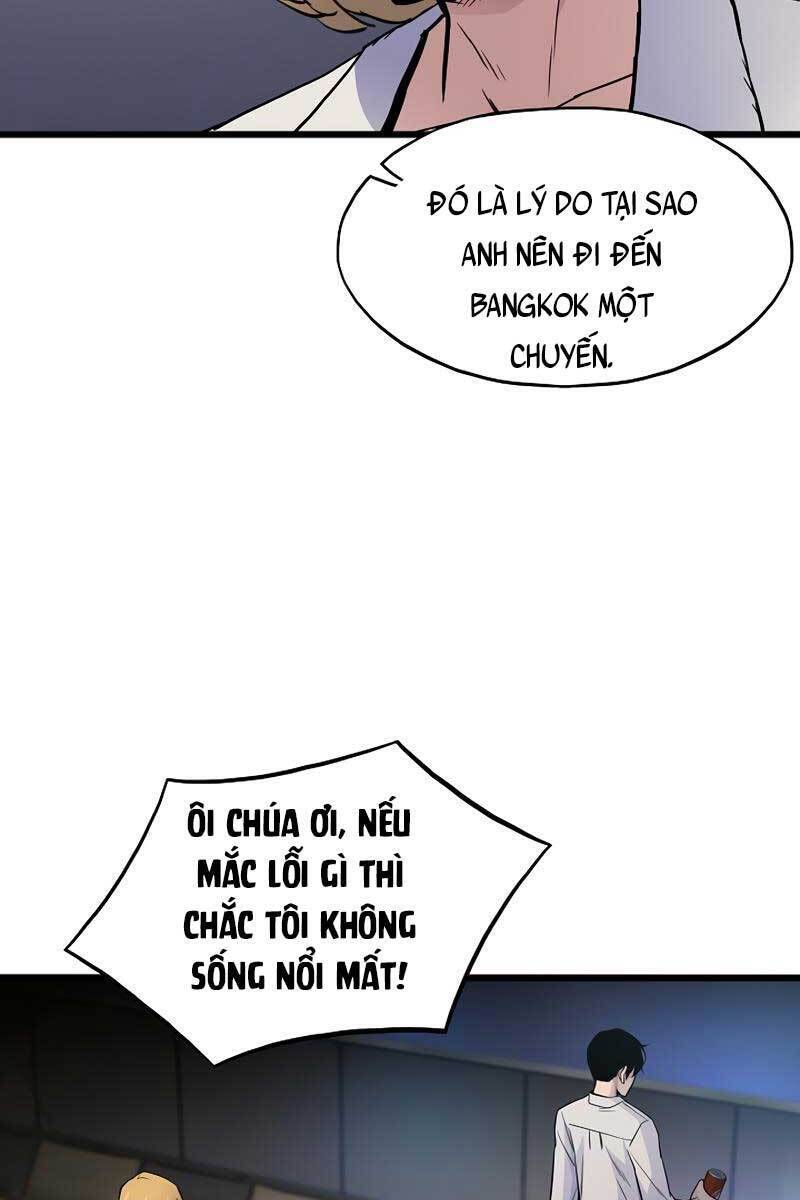 ĐÓ LÀ LÝ DO TẠI SAO
ANH NÊN ĐI ĐẾN
BANGKOK MỘT
CHUYẾN.
ÔI CHÚA ƠI, NẾU
MẮC LỖI GÌ THÌ
CHẮC TÔI KHÔNG
SỐNG NỔI MẤT!